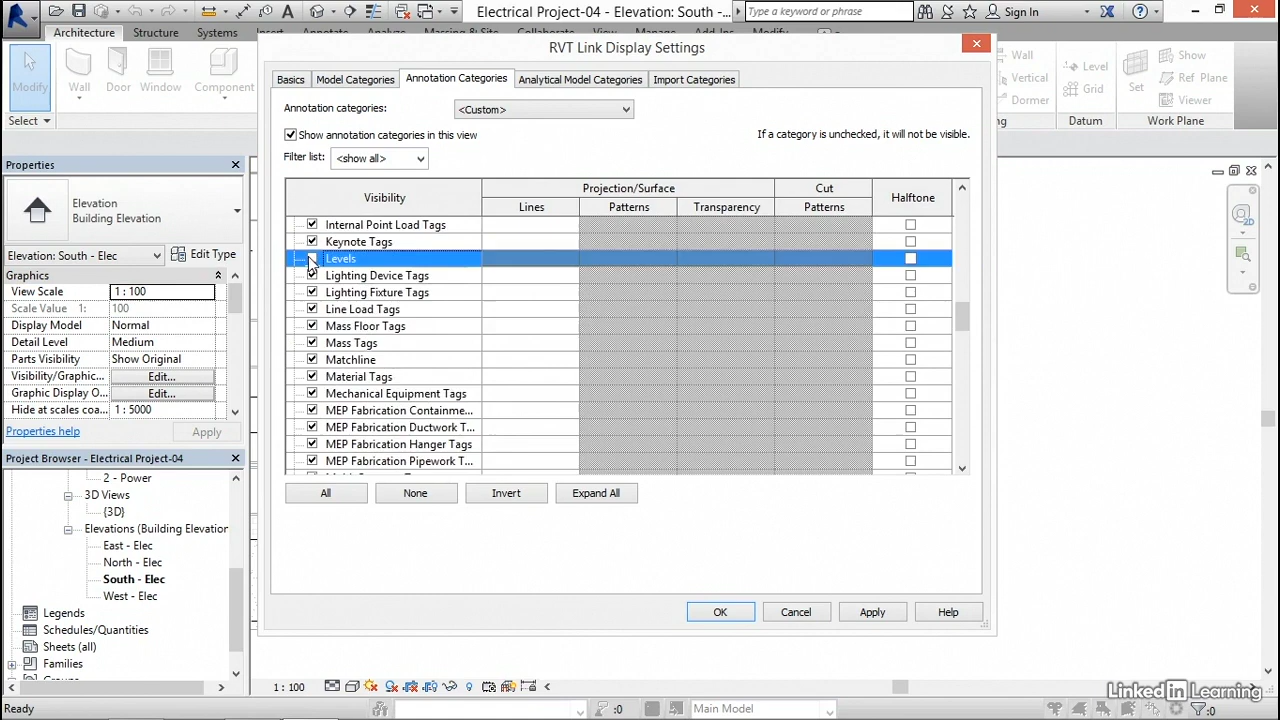 Electrical Project-04 - Elevation: South -...
Type a keyword or phrase
Sign In
Architecture
Structure
Systems
Modify
Wall
Door
Window
Component
Select
Wall
Vertical
Dormer
Level
Grid
Datum
Set
Show
Ref Plane
Viewer
Work Plane
RVT Link Display Settings
Basics
Model Categories
Annotation Categories
Analytical Model Categories
Import Categories
Annotation categories:
<Custom>
Show annotation categories in this view
If a category is unchecked, it will not be visible.
Filter list:
<show all>
Visibility
Projection/Surface
Cut
Halftone
Lines
Patterns
Transparency
Patterns
Internal Point Load Tags
Keynote Tags
Levels
Lighting Device Tags
Lighting Fixture Tags
Line Load Tags
Mass Floor Tags
Mass Tags
Matchline
Material Tags
Mechanical Equipment Tags
MEP Fabrication Containme...
MEP Fabrication Ductwork T...
MEP Fabrication Hanger Tags
MEP Fabrication Pipework T...
All
None
Invert
Expand All
OK
Cancel
Apply
Help
Properties
Elevation
Building Elevation
Elevation: South - Elec
Edit Type
Graphics
View Scale 1 : 100
Scale Value 1: 100
Display Model Normal
Detail Level Medium
Parts Visibility Show Original
Visibility/Graphic... Edit...
Graphic Display O... Edit...
Hide at scales coa... 1 : 5000
Properties help
Apply
Project Browser - Electrical Project-04
2 - Power
3D Views
{3D}
Elevations (Building Elevation
East - Elec
North - Elec
South - Elec
West - Elec
Legends
Schedules/Quantities
Sheets (all)
Families
1 : 100
Ready
:0
Main Model
:0
Linked in Learning